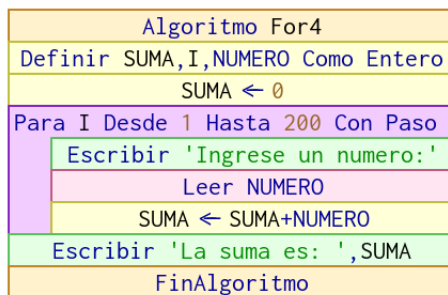 Algoritmo For4
Definir SUMA,I,NUMERO Como Entero
SUMA ← 0
Para I Desde 1 Hasta 200 Con Paso
Escribir 'Ingrese un numero:'
Leer NUMERO
SUMA ← SUMA+NUMERO
Escribir 'La suma es: ',SUMA
FinAlgoritmo